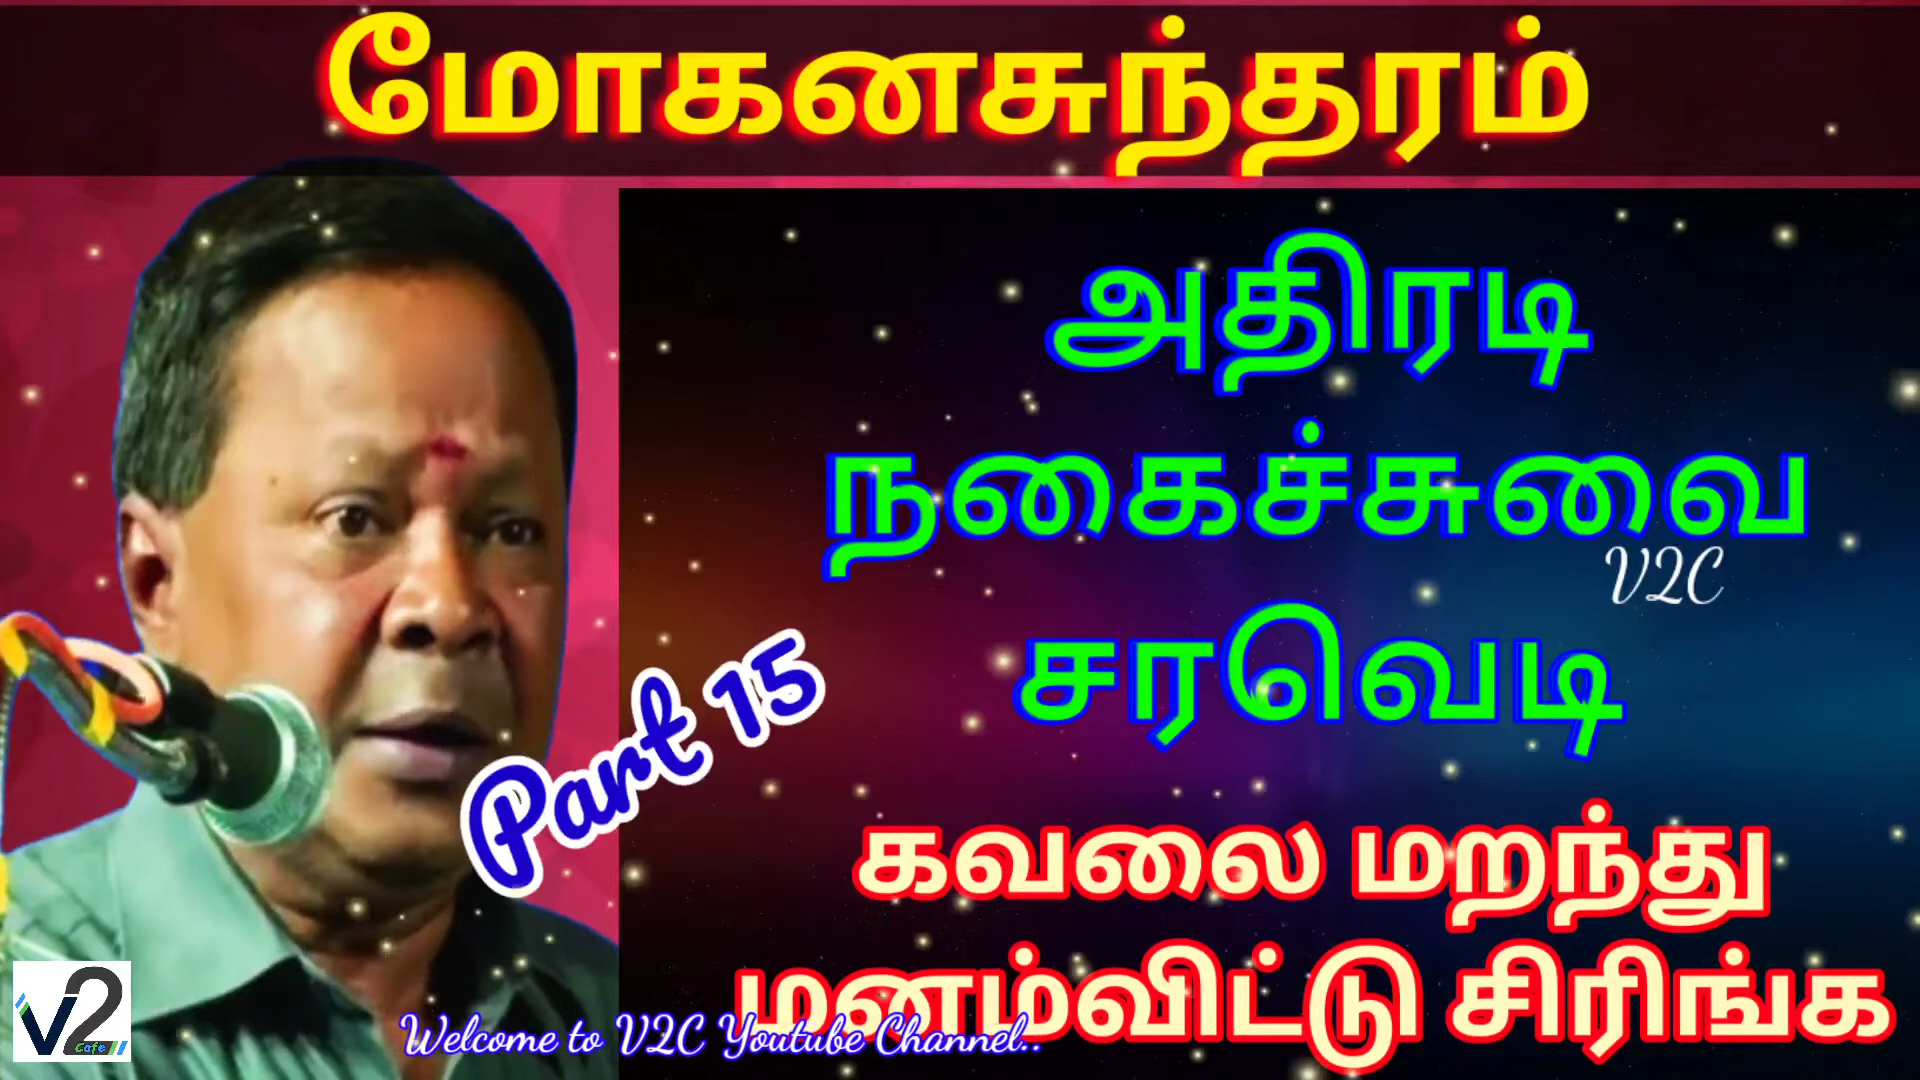 மோகனசுந்தரம்
அதிரடி
நகைச்சுவை
V2C
சரவெடி
Part 15
கவலை மறந்து
மனம்விட்டு சிரிங்க
Welcome to V2C Youtube Channel..
V2
Cafe